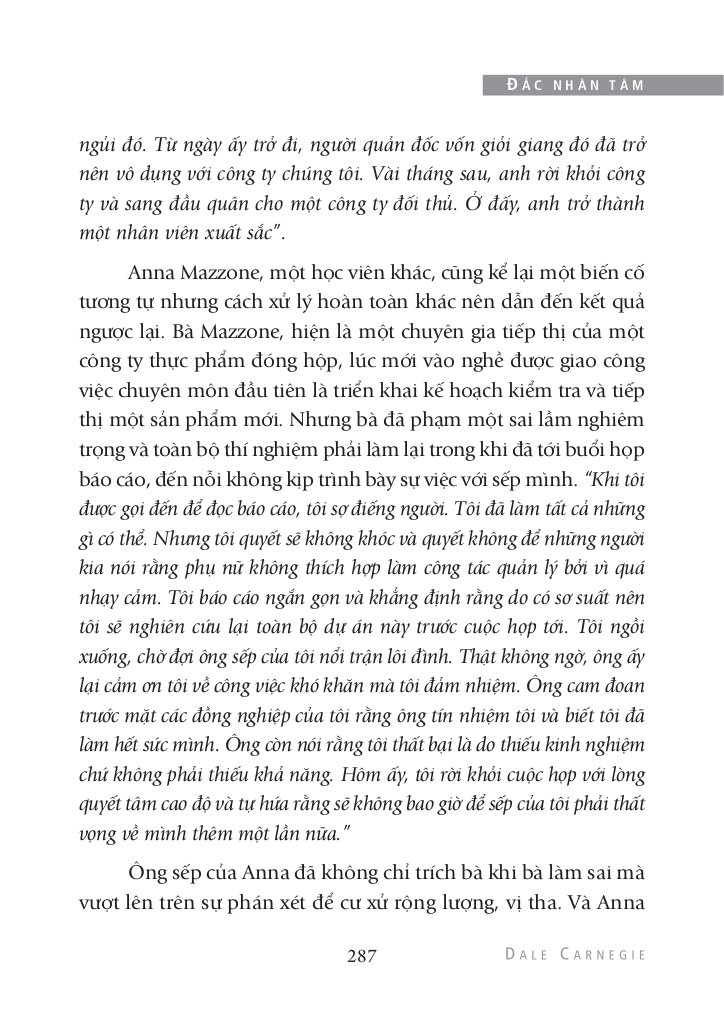 ĐẮC NHÂN TÂM
ngủi đó. Từ ngày ấy trở đi, người quản đốc vốn giỏi giang đó đã trở
nên vô dụng với công ty chúng tôi. Vài tháng sau, anh rời khỏi công
ty và sang đầu quân cho một công ty đối thủ. Ở đấy, anh trở thành
một nhân viên xuất sắc”.
Anna Mazzone, một học viên khác, cũng kể lại một biến cố
tương tự nhưng cách xử lý hoàn toàn khác nên dẫn đến kết quả
ngược lại. Bà Mazzone, hiện là một chuyên gia tiếp thị của một
công ty thực phẩm đóng hộp, lúc mới vào nghề được giao công
việc chuyên môn đầu tiên là triển khai kế hoạch kiểm tra và tiếp
thị một sản phẩm mới. Nhưng bà đã phạm một sai lầm nghiêm
trọng và toàn bộ thí nghiệm phải làm lại trong khi đã tới buổi họp
báo cáo, đến nỗi không kịp trình bày sự việc với sếp mình. “Khi tôi
được gọi đến để đọc báo cáo, tôi sợ điếng người. Tôi đã làm tất cả những
gì có thể. Nhưng tôi quyết sẽ không khóc và quyết không để những người
kia nói rằng phụ nữ không thích hợp làm công tác quản lý bởi vì quá
nhạy cảm. Tôi báo cáo ngắn gọn và khẳng định rằng do có sơ suất nên
tôi sẽ nghiên cứu lại toàn bộ dự án này trước cuộc họp tới. Tôi ngồi
xuống, chờ đợi ông sếp của tôi nổi trận lôi đình. Thật không ngờ, ông ấy
lại cảm ơn tôi về công việc khó khăn mà tôi đảm nhiệm. Ông cam đoan
trước mặt các đồng nghiệp của tôi rằng ông tín nhiệm tôi và biết tôi đã
làm hết sức mình. Ông còn nói rằng tôi thất bại là do thiếu kinh nghiệm
chứ không phải thiếu khả năng. Hôm ấy, tôi rời khỏi cuộc họp với lòng
quyết tâm cao độ và tự hứa rằng sẽ không bao giờ để sếp của tôi phải thất
vọng về mình thêm một lần nữa.”
Ông sếp của Anna đã không chỉ trích bà khi bà làm sai mà
vượt lên trên sự phán xét để cư xử rộng lượng, vị tha. Và Anna
287
DALE CARNEGIE